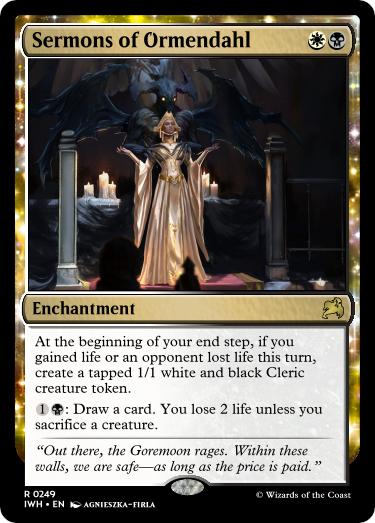 Sermons of Ormendahl
Enchantment
At the beginning of your end step, if you
gained life or an opponent lost life this turn,
create a tapped 1/1 white and black Cleric
creature token.
1: Draw a card. You lose 2 life unless you
sacrifice a creature.
“Out there, the Goremoon rages. Within these
walls, we are safe—as long as the price is paid.”
R 0249
IWH • EN AGNIESZKA-FIRLA
© Wizards of the Coast